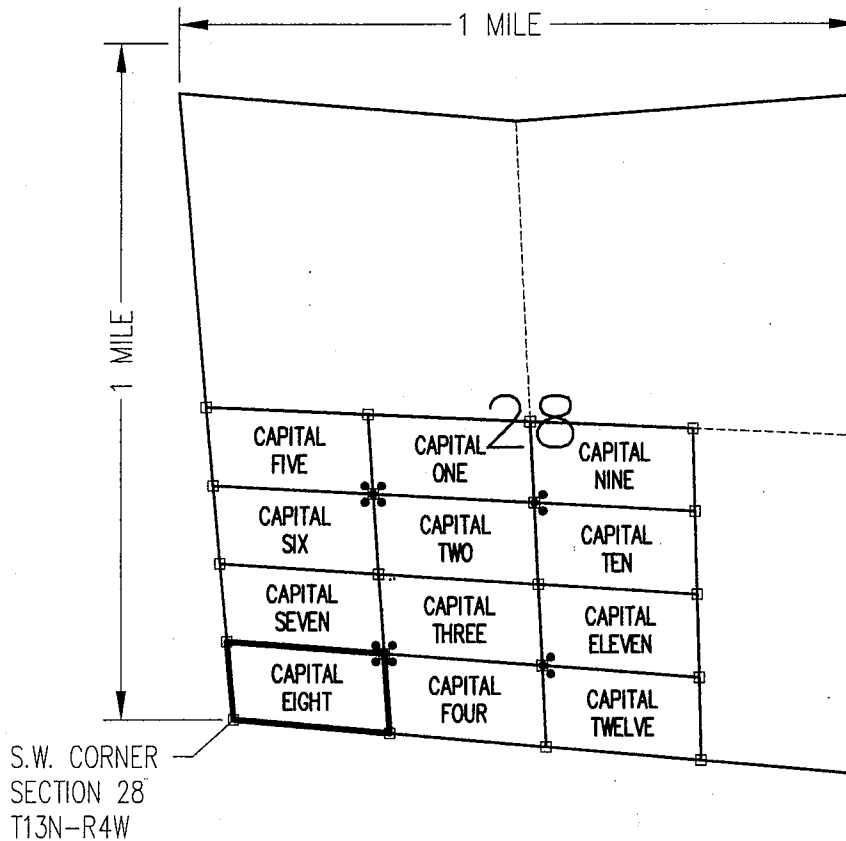 1 MILE
1 MILE
28
CAPITAL
FIVE
CAPITAL
ONE
CAPITAL
NINE
CAPITAL
SIX
CAPITAL
TWO
CAPITAL
TEN
CAPITAL
SEVEN
CAPITAL
THREE
CAPITAL
ELEVEN
CAPITAL
EIGHT
CAPITAL
FOUR
CAPITAL
TWELVE
S.W. CORNER
SECTION 28
T13N-R4W